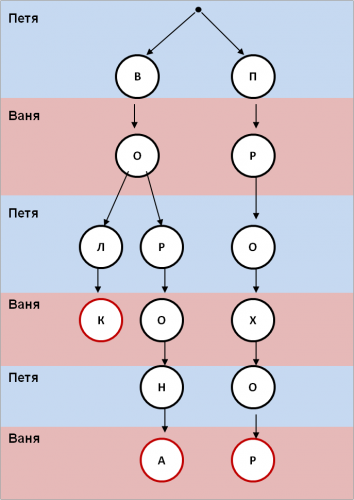 Петя
В П
Ваня
О Р
Петя
Л Р О
Ваня
К О Х
Петя
Н О
Ваня
А Р